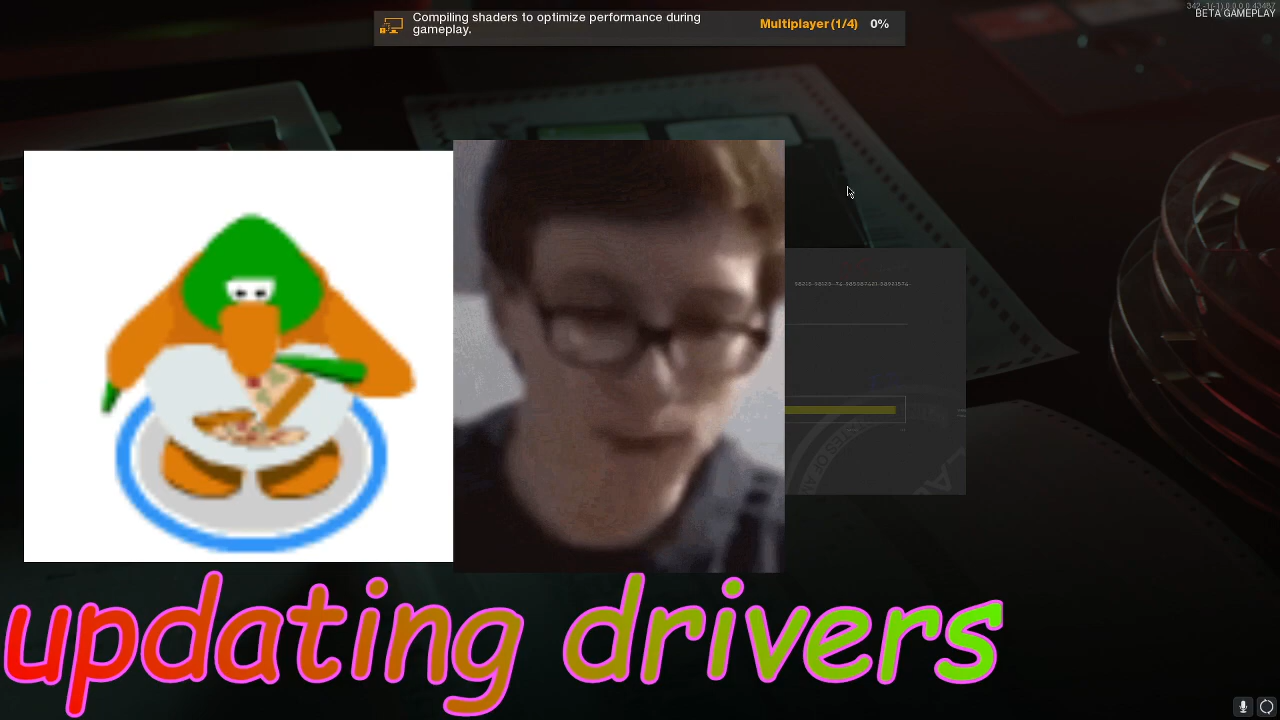 Compiling shaders to optimize performance during
gameplay.
Multiplayer (1/4) 0%
BETA GAMEPLAY
updating drivers